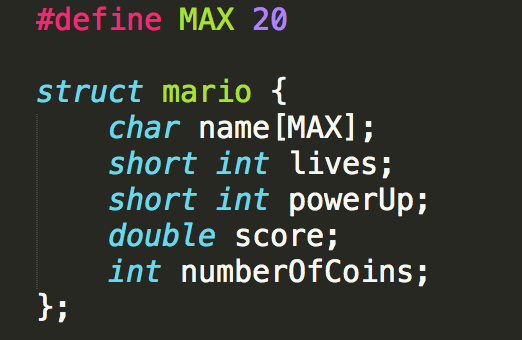 #define MAX 20
struct mario {
char name[MAX];
short int lives;
short int powerUp;
double score;
int numberOfCoins;
};